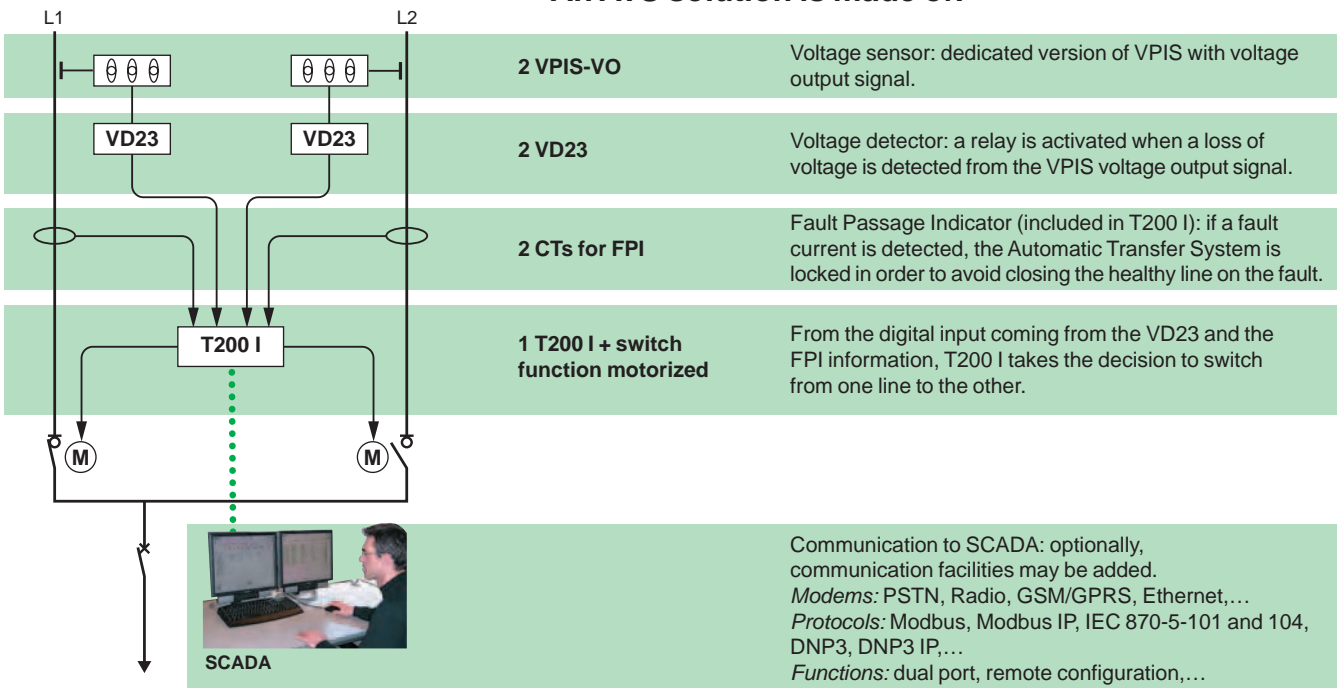 L1
L2
2 VPIS-VO
Voltage sensor: dedicated version of VPIS with voltage
output signal.
VD23
VD23
2 VD23
Voltage detector: a relay is activated when a loss of
voltage is detected from the VPIS voltage output signal.
2 CTs for FPI
Fault Passage Indicator (included in T200 I): if a fault
current is detected, the Automatic Transfer System is
locked in order to avoid closing the healthy line on the fault.
T200 I
1 T200 I + switch
function motorized
From the digital input coming from the VD23 and the
FPI information, T200 I takes the decision to switch
from one line to the other.
M
M
SCADA
Communication to SCADA: optionally,
communication facilities may be added.
Modems: PSTN, Radio, GSM/GPRS, Ethernet,…
Protocols: Modbus, Modbus IP, IEC 870-5-101 and 104,
DNP3, DNP3 IP,…
Functions: dual port, remote configuration,…